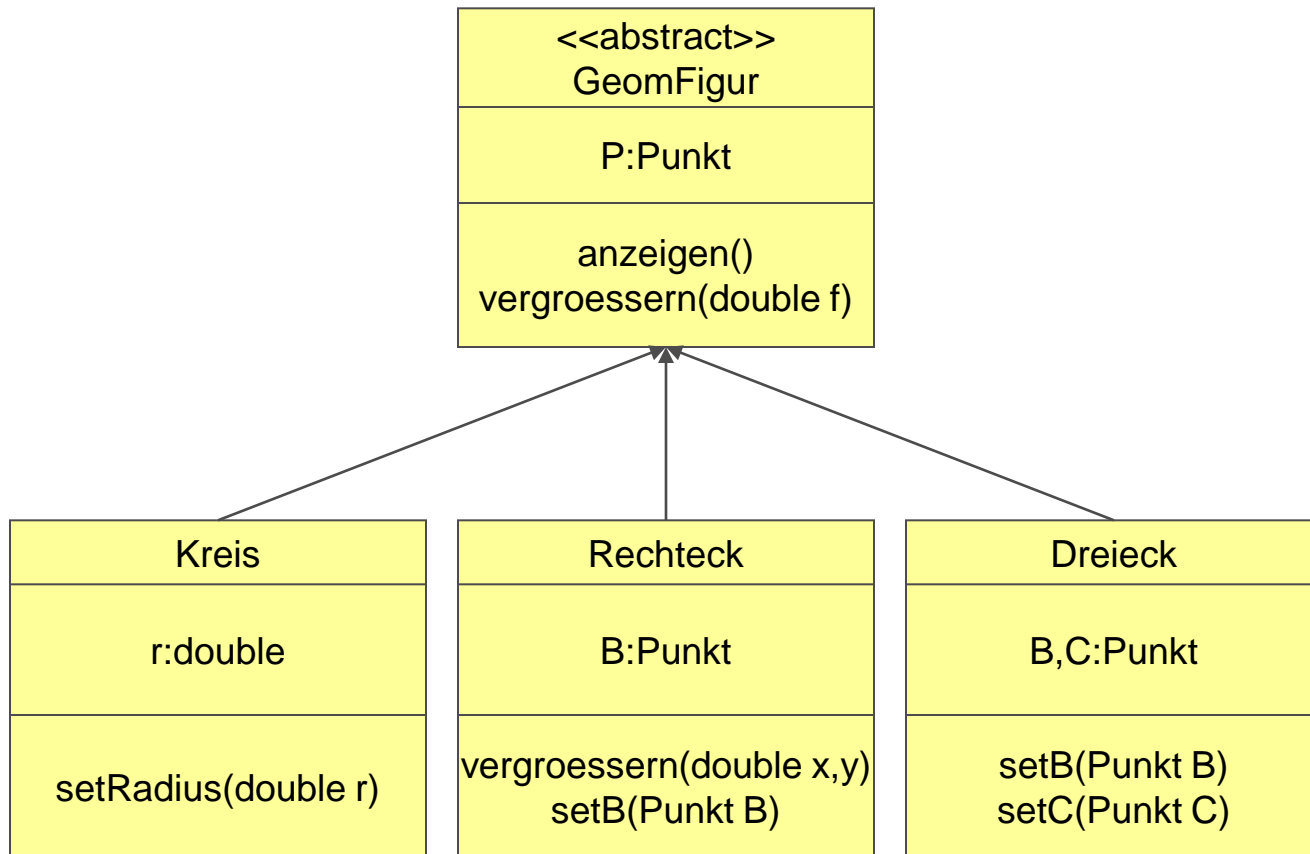 <<abstract>>
GeomFigur
P:Punkt
anzeigen()
vergroessern(double f)
Kreis
r:double
setRadius(double r)
Rechteck
B:Punkt
vergroessern(double x,y)
setB(Punkt B)
Dreieck
B,C:Punkt
setB(Punkt B)
setC(Punkt C)